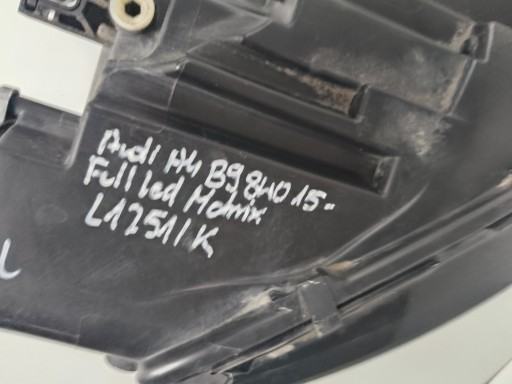 Audi A4 B9 8W0 15-
Full led Matrix
L1251/K
L